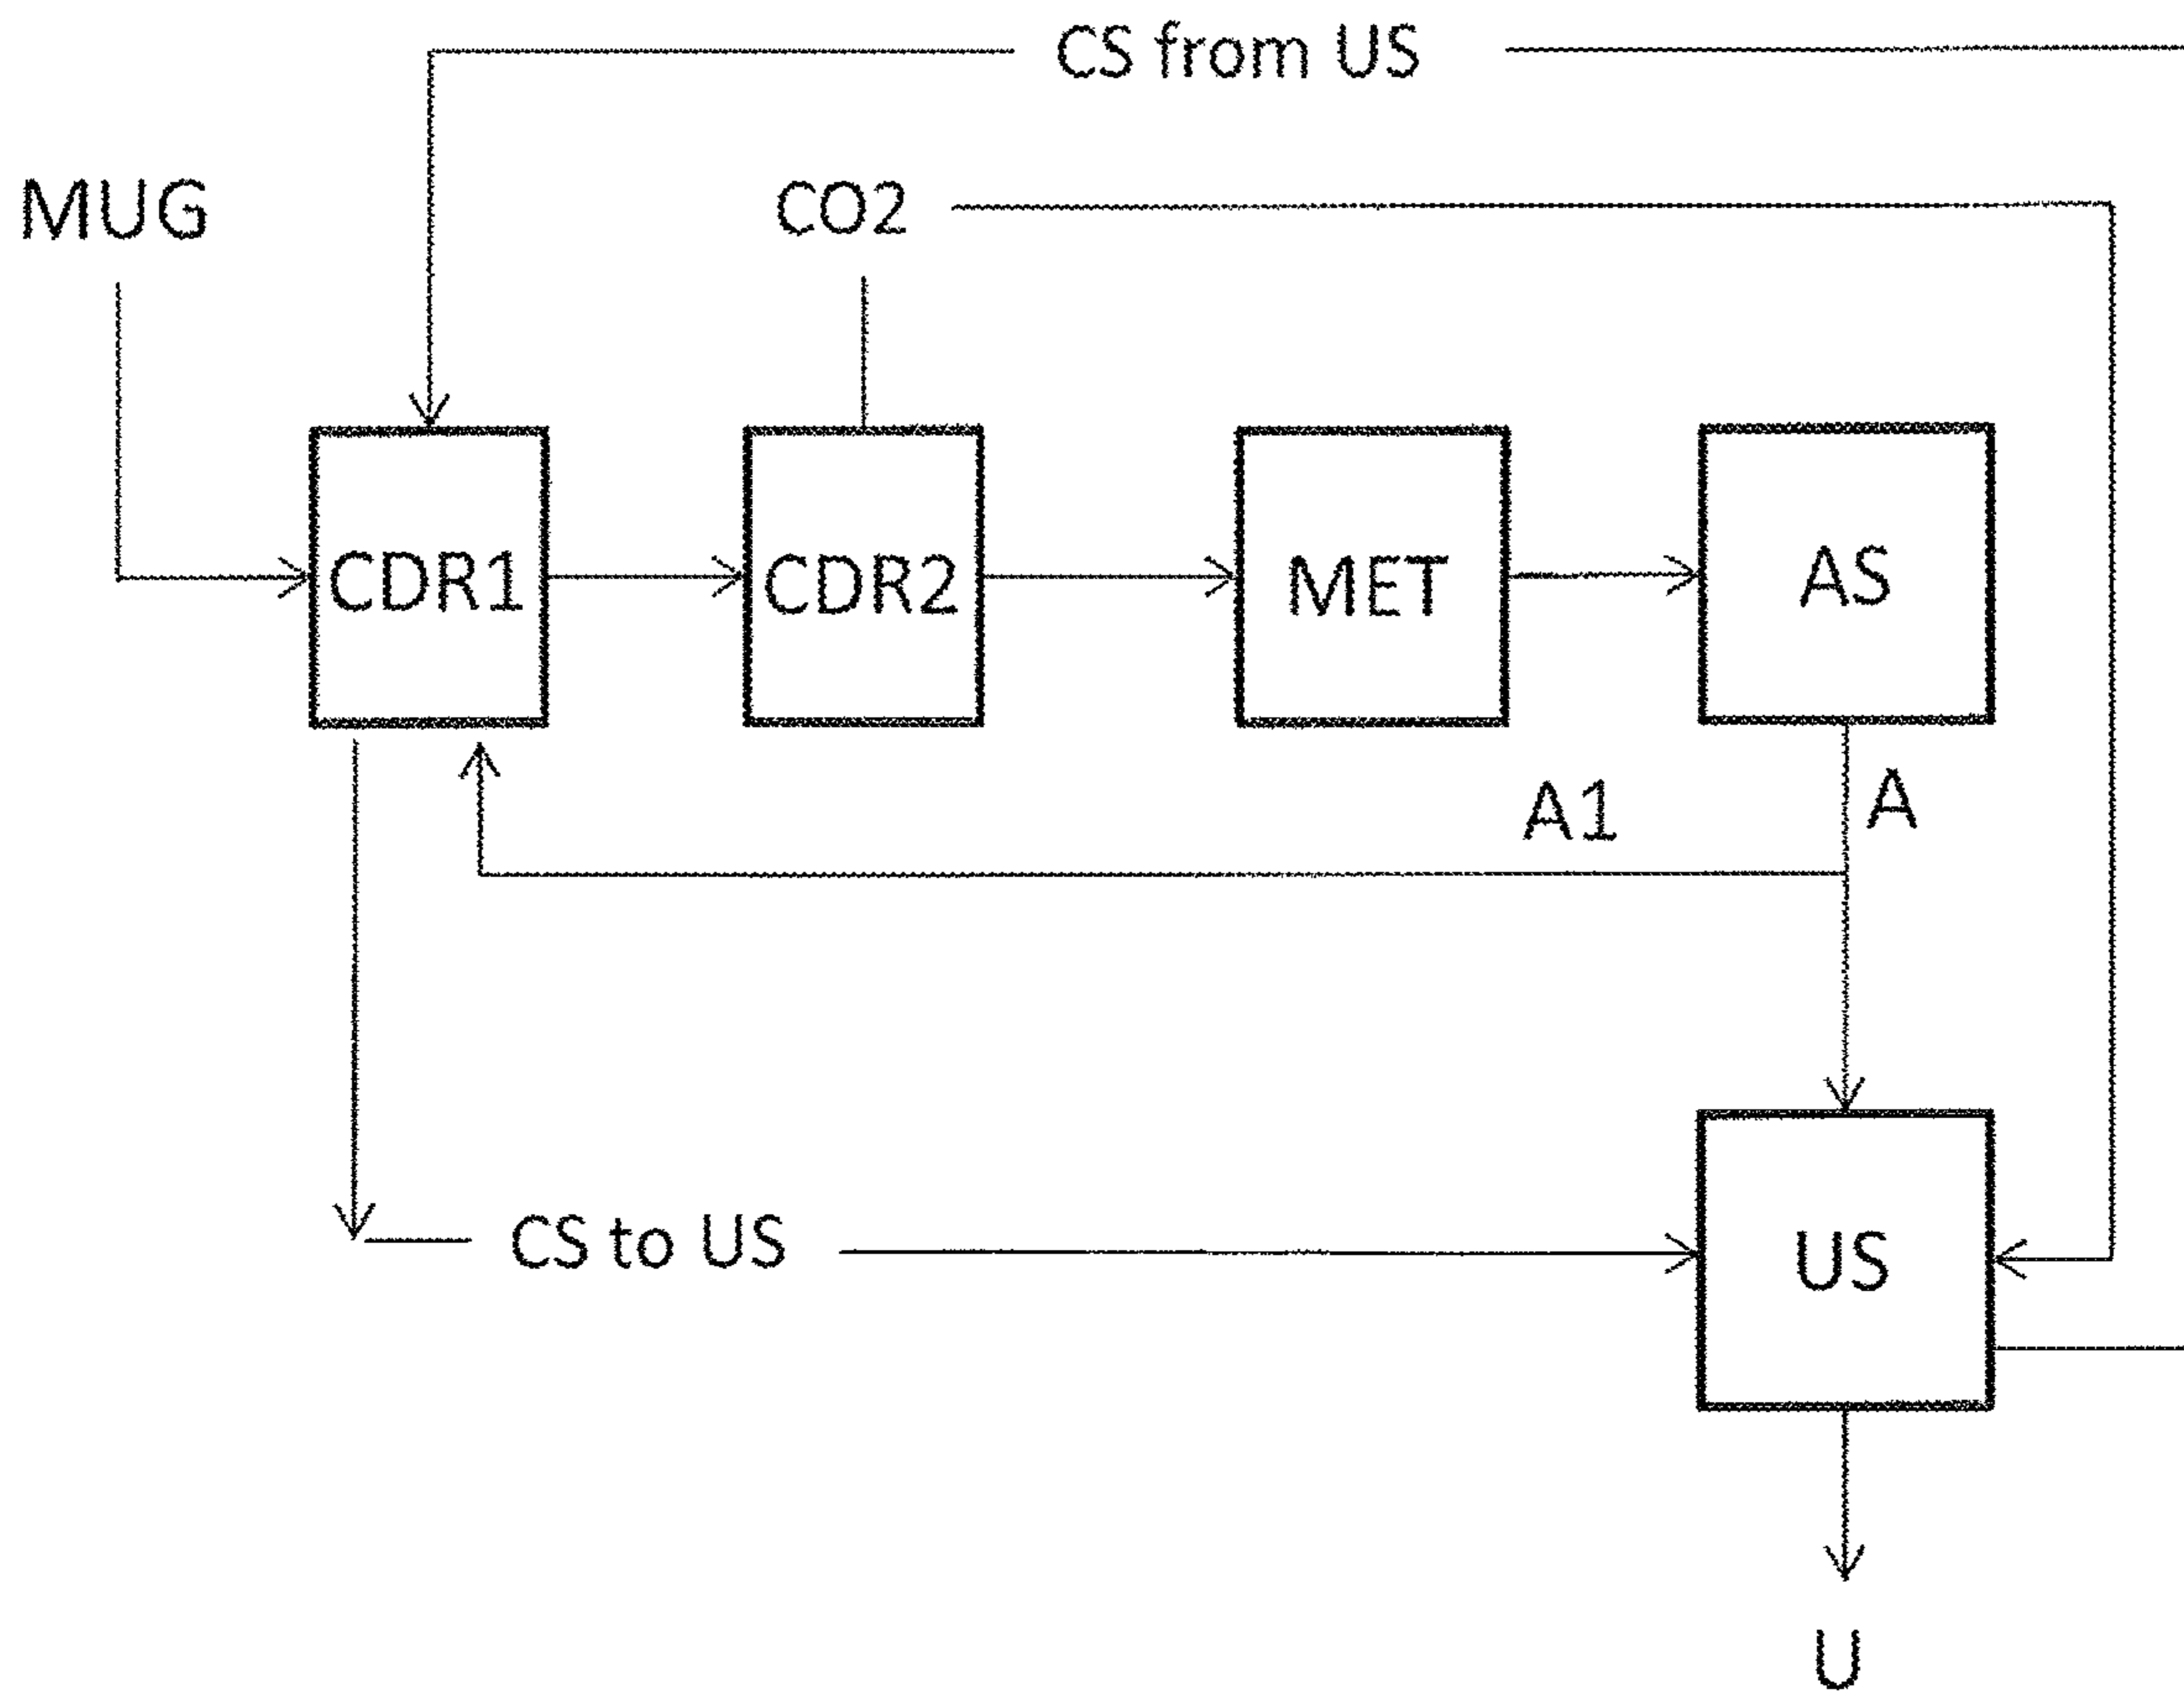 CS from US
MUG
CO2
CDR1
CDR2
MET
AS
A1
A
CS to US
US
U